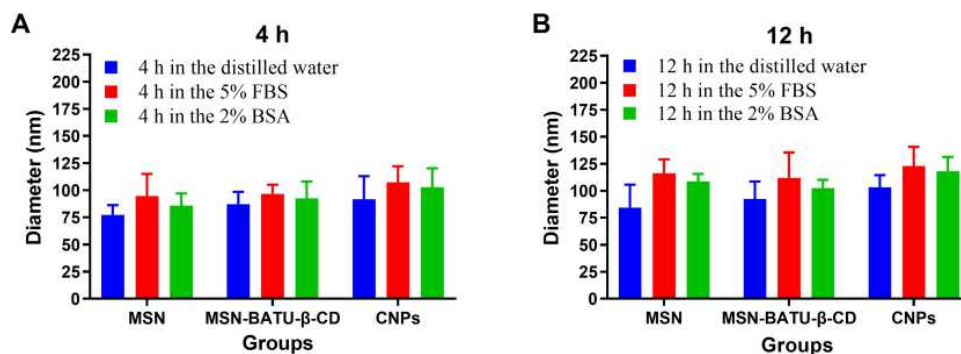 A
4 h
4 h in the distilled water
4 h in the 5% FBS
4 h in the 2% BSA
Diameter (nm)
225
200
175
150
125
100
75
50
25
0
MSN
MSN-BATU-β-CD
CNPs
Groups
B
12 h
12 h in the distilled water
12 h in the 5% FBS
12 h in the 2% BSA
Diameter (nm)
225
200
175
150
125
100
75
50
25
0
MSN
MSN-BATU-β-CD
CNPs
Groups